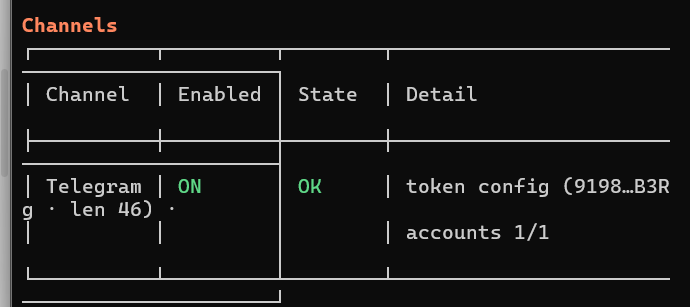 Channels
Channel Enabled State Detail
Telegram ON OK token config (9198…B3R
g · len 46) ·
accounts 1/1